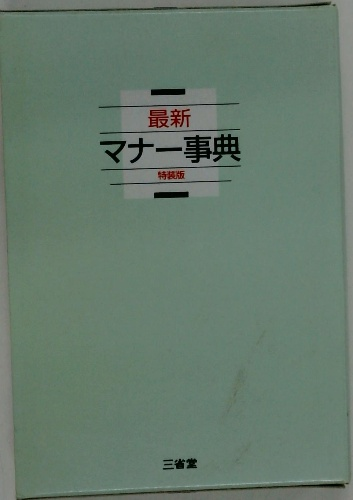 最新
マナー事典
特装版
三省堂